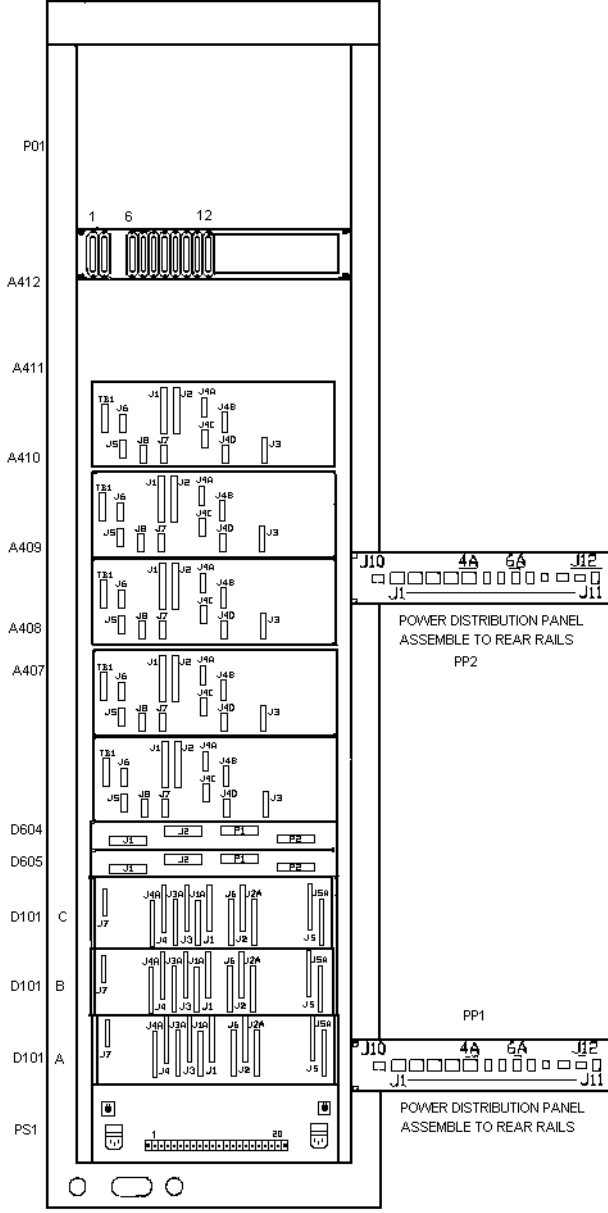 P01
1 6 12
A412
A411
TB1 J6 J1 J2 J4A J4B
J5 J8 J7 J4C J4D J3
A410
TB1 J6 J1 J2 J4A J4B
J5 J8 J7 J4C J4D J3
A409
J10 4A 6A J12
J1 J11
POWER DISTRIBUTION PANEL
ASSEMBLE TO REAR RAILS
PP2
TB1 J6 J1 J2 J4A J4B
J5 J8 J7 J4C J4D J3
A408
A407
TB1 J6 J1 J2 J4A J4B
J5 J8 J7 J4C J4D J3
TB1 J6 J1 J2 J4A J4B
J5 J8 J7 J4C J4D J3
D604
J1 J2 P1 P2
D605
J1 J2 P1 P2
D101 C
J4A J3A J1A J6 J2A J5A
J7 J4 J3 J1 J2 J5
D101 B
J4A J3A J1A J6 J2A J5A
J7 J4 J3 J1 J2 J5
PP1
D101 A
J4A J3A J1A J6 J2A J5A
J7 J4 J3 J1 J2 J5
J10 4A 6A J12
J1 J11
POWER DISTRIBUTION PANEL
ASSEMBLE TO REAR RAILS
PS1
1 20